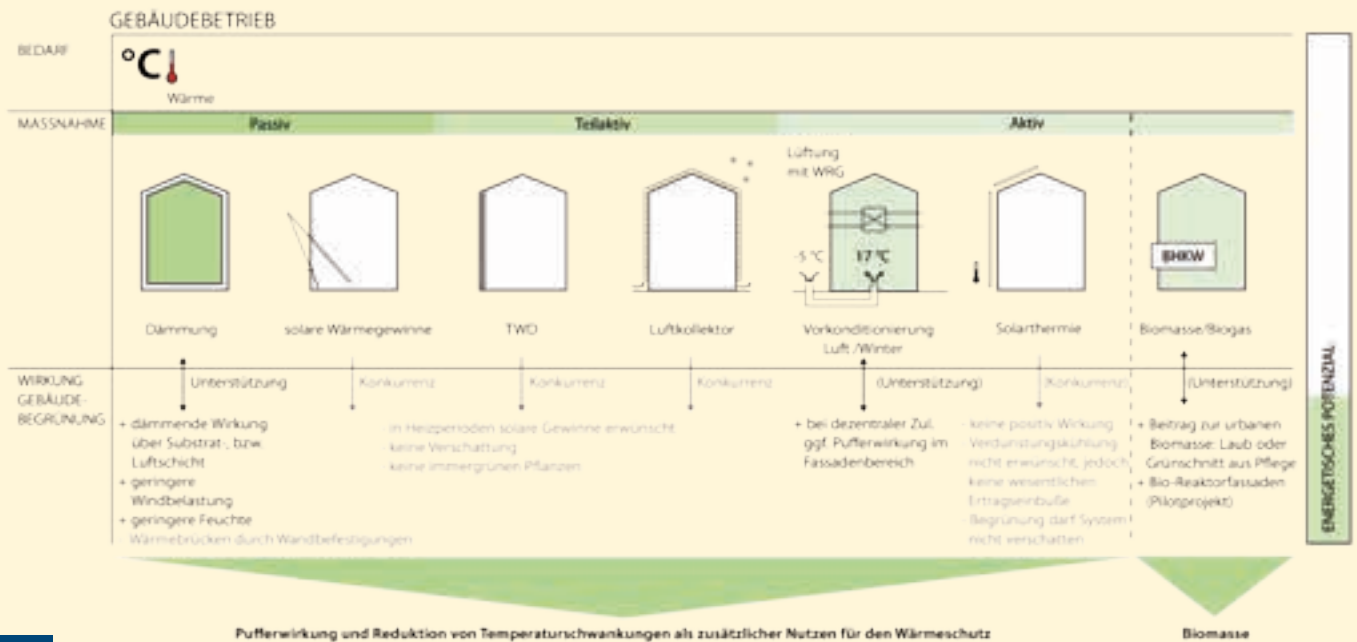 GEBÄUDEBETRIEB
BEDARF
°C
Wärme
MASSNAHME
Passiv
Teilaktiv
Aktiv
Lüftung
mit WRG
-5 °C
17 °C
BHKW
Dämmung
solare Wärmegewinne
TWD
Luftkollektor
Vorkonditionierung
Luft /Winter
Solarthermie
Biomasse/Biogas
WIRKUNG
GEBÄUDE-
BEGRÜNUNG
Unterstützung
Konkurrenz
Konkurrenz
Konkurrenz
(Unterstützung)
(Konkurrenz)
(Unterstützung)
+ dämmende Wirkung
über Substrat-, bzw.
Luftschicht
+ geringere
Windbelastung
+ geringere Feuchte
- Wärmebrücken durch Wandbefestigungen
in Heizperioden solare Gewinne erwünscht
keine Verschattung
keine immergrünen Pflanzen
+ bei dezentraler Zul.
ggf. Pufferwirkung im
Fassadenbereich
- keine positiv Wirkung
Verdunstungskühlung
nicht erwünscht, jedoch
keine wesentlichen
Ertragseinbuße
- Begrünung darf System
nicht verschatten
+ Beitrag zur urbanen
Biomasse: Laub oder
Grünschnitt aus Pflege
+ Bio-Reaktorfassaden
(Pilotprojekt)
ENERGETISCHES POTENZIAL
Pufferwirkung und Reduktion von Temperaturschwankungen als zusätzlicher Nutzen für den Wärmeschutz
Biomasse